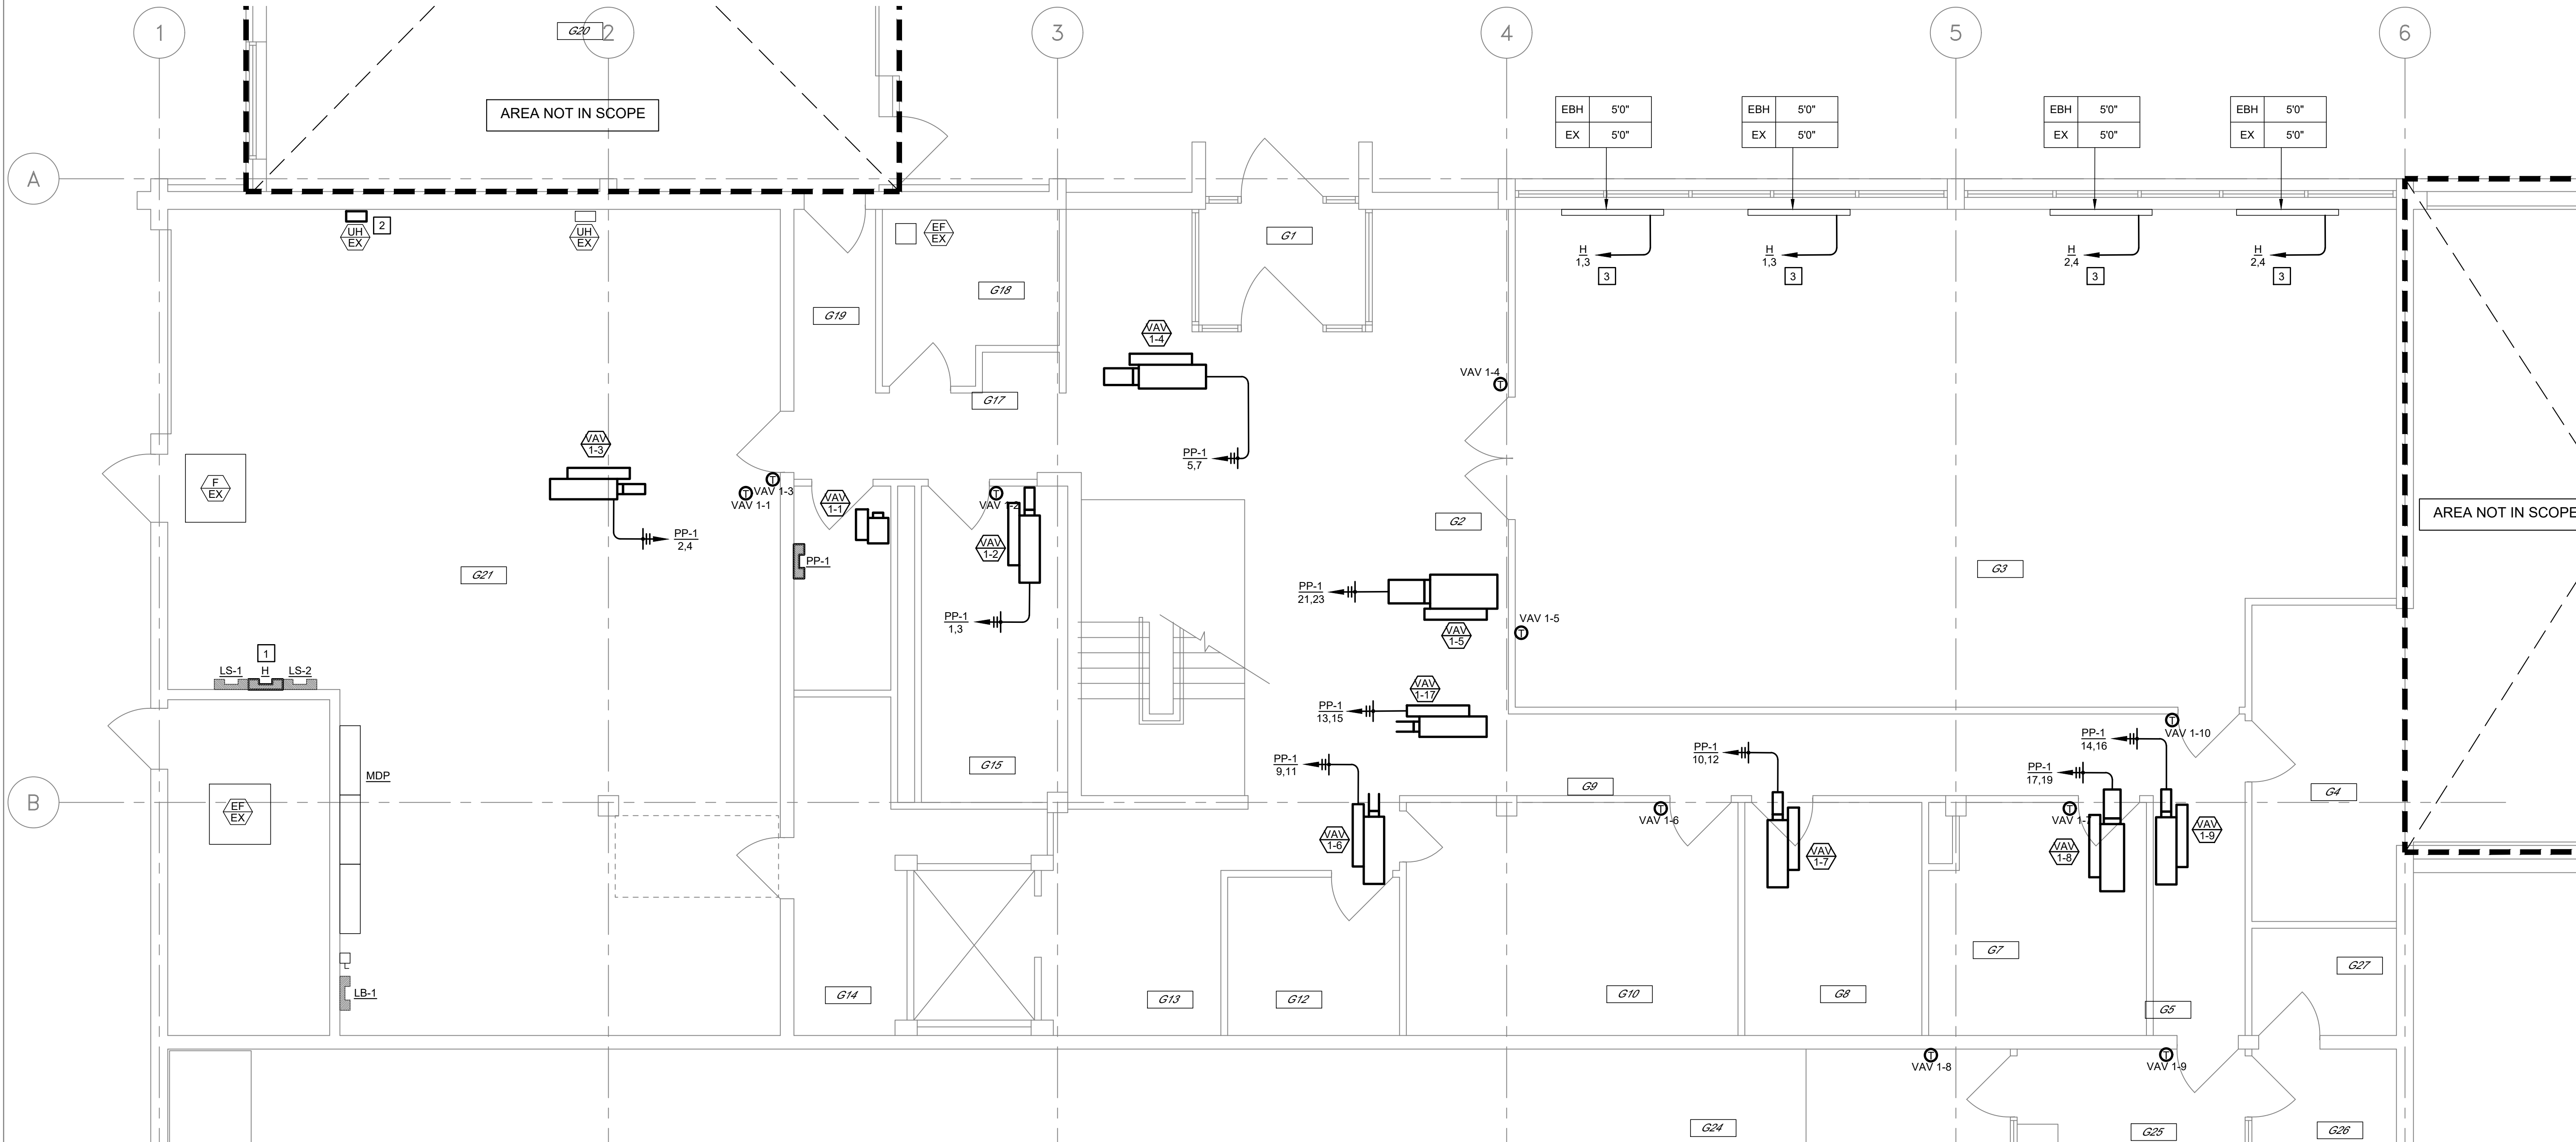 1
2
3
4
5
6
G20
AREA NOT IN SCOPE
EBH 5'0"
EX 5'0"
EBH 5'0"
EX 5'0"
EBH 5'0"
EX 5'0"
EBH 5'0"
EX 5'0"
A
UH
EX
2
UH
EX
EF
EX
G1
H
1,3
3
H
1,3
3
H
2,4
3
H
2,4
3
G18
G19
VAV
1-4
VAV 1-4
G17
PP-1
5,7
VAV
1-3
F
EX
VAV 1-3
VAV 1-1
VAV
1-1
VAV 1-2
VAV
1-2
G2
AREA NOT IN SCOPE
PP-1
2,4
PP-1
G21
G3
PP-1
21,23
PP-1
1,3
VAV 1-5
VAV
1-5
1
LS-1
H
LS-2
VAV
1-17
PP-1
13,15
VAV 1-10
PP-1
14,16
PP-1
10,12
PP-1
9,11
PP-1
17,19
G15
MDP
G9
G4
B
EF
EX
VAV 1-6
VAV
1-6
VAV
1-7
VAV 1-7
VAV
1-8
VAV
1-9
G7
G27
LB-1
G14
G13
G12
G10
G8
G5
VAV 1-8
VAV 1-9
G24
G25
G26